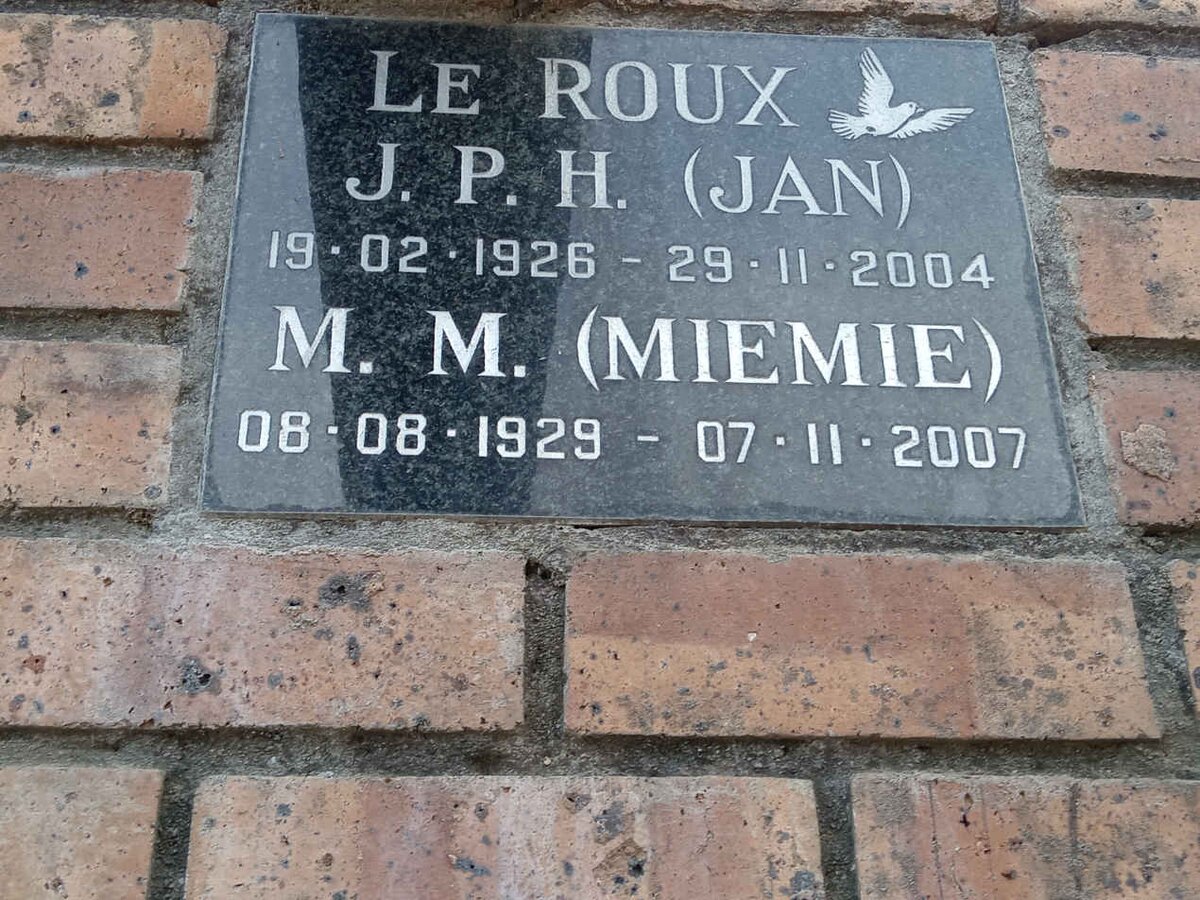 LE ROUX
J. P. H. (JAN)
19·02·1926 – 29·11·2004
M. M. (MIEMIE)
08·08·1929 – 07·11·2007